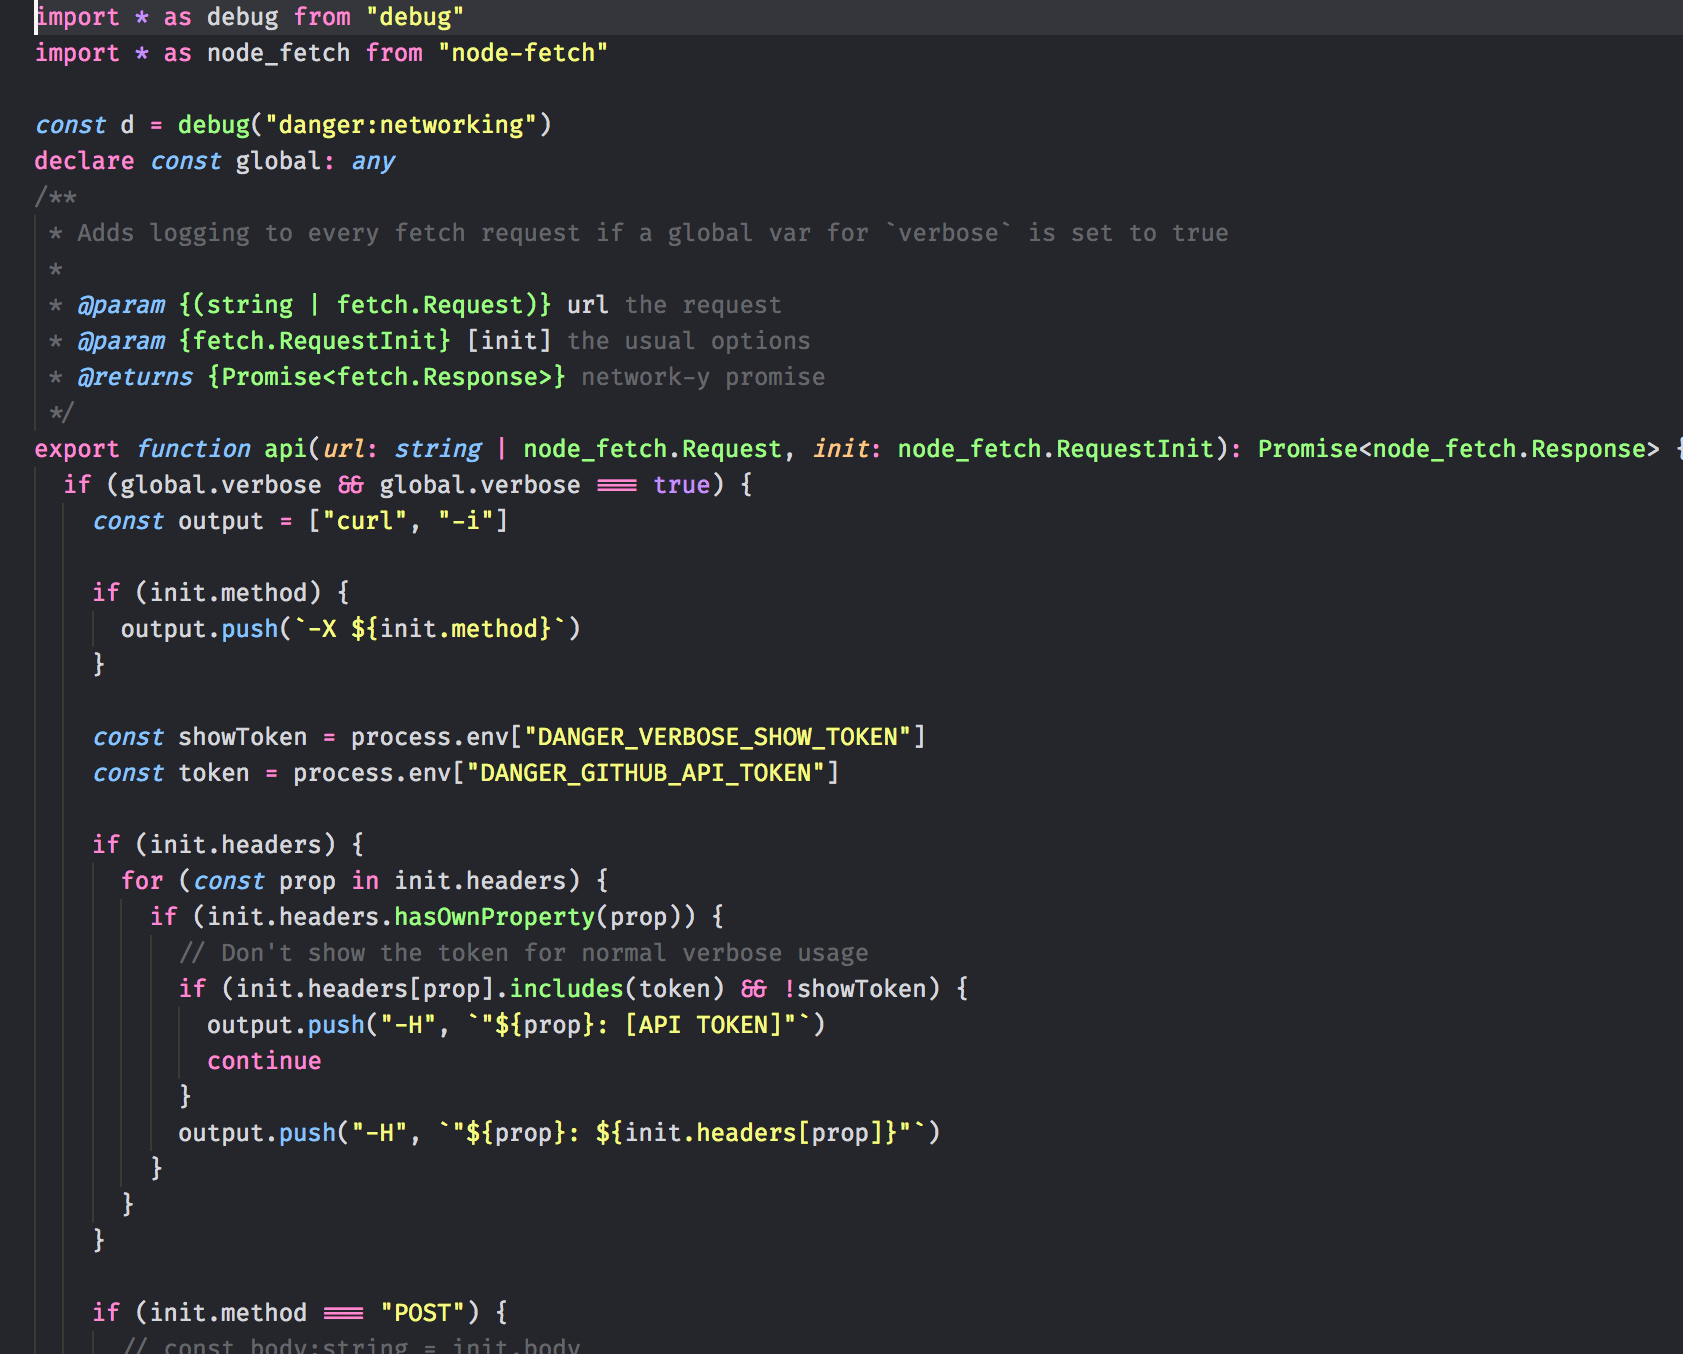 import * as debug from "debug"
import * as node_fetch from "node-fetch"

const d = debug("danger:networking")
declare const global: any
/**
 * Adds logging to every fetch request if a global var for `verbose` is set to true
 *
 * @param {(string | fetch.Request)} url the request
 * @param {fetch.RequestInit} [init] the usual options
 * @returns {Promise<fetch.Response>} network-y promise
 */
export function api(url: string | node_fetch.Request, init: node_fetch.RequestInit): Promise<node_fetch.Response> {
  if (global.verbose && global.verbose === true) {
    const output = ["curl", "-i"]

    if (init.method) {
      output.push(`-X ${init.method}`)
    }

    const showToken = process.env["DANGER_VERBOSE_SHOW_TOKEN"]
    const token = process.env["DANGER_GITHUB_API_TOKEN"]

    if (init.headers) {
      for (const prop in init.headers) {
        if (init.headers.hasOwnProperty(prop)) {
          // Don't show the token for normal verbose usage
          if (init.headers[prop].includes(token) && !showToken) {
            output.push("-H", `"${prop}: [API TOKEN]"`)
            continue
          }
          output.push("-H", `"${prop}: ${init.headers[prop]}"`)
        }
      }
    }

    if (init.method === "POST") {
      // const body:string = init.body